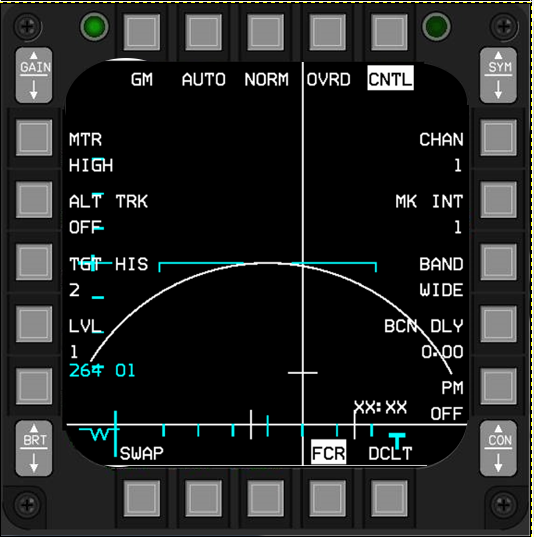 GAIN
SYM
GM AUTO NORM OVRD CNTL
MTR
HIGH
CHAN
1
ALT TRK
OFF
MK INT
1
TGT HIS
2
BAND
WIDE
LVL
1
BCN DLY
0:00
264 01
PM
OFF
XX:XX
BRT
CON
SWAP FCR DCLT